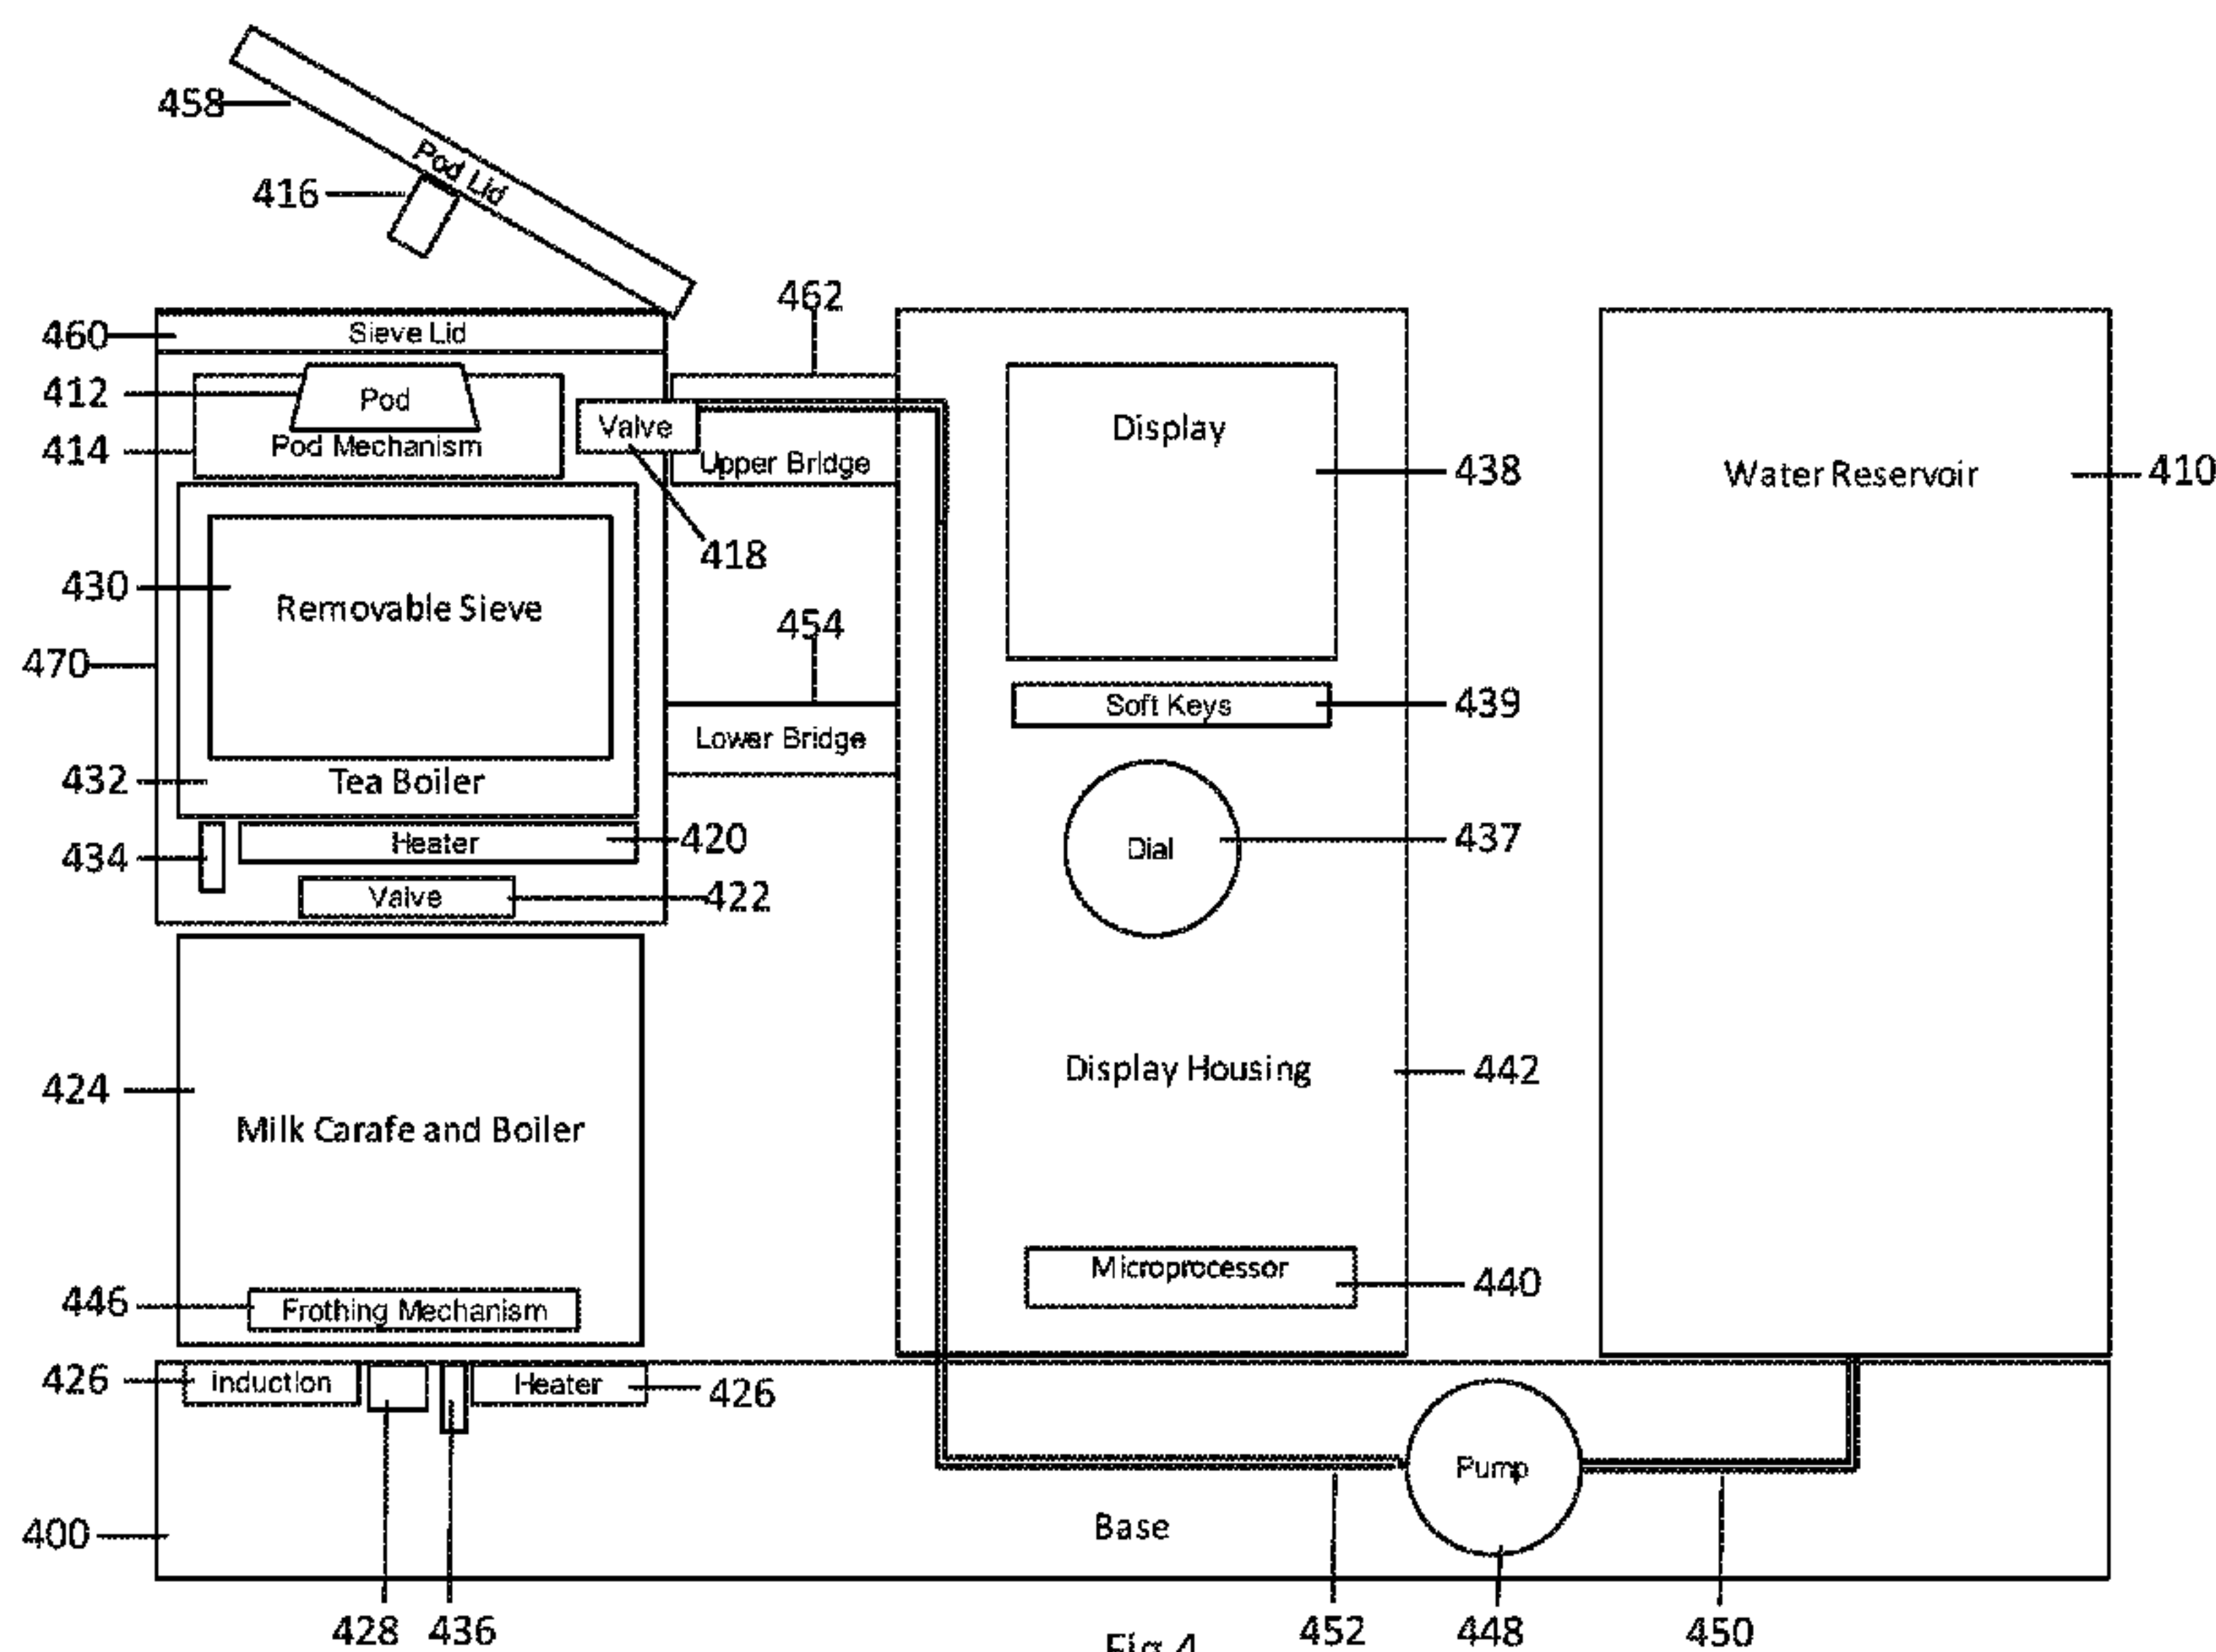 458
Pod Lid
416
462
460
Sieve Lid
412
Pod
414
Pod Mechanism
Valve
Upper Bridge
418
Display
438
Water Reservoir
410
430
Removable Sieve
454
470
Soft Keys
439
Lower Bridge
432
Tea Boiler
434
Heater
420
Dial
437
Valve
422
424
Milk Carafe and Boiler
Display Housing
442
446
Frothing Mechanism
Microprocessor
440
426
induction
Heater
426
Pump
400
Base
428
436
452
448
450
Fig 4